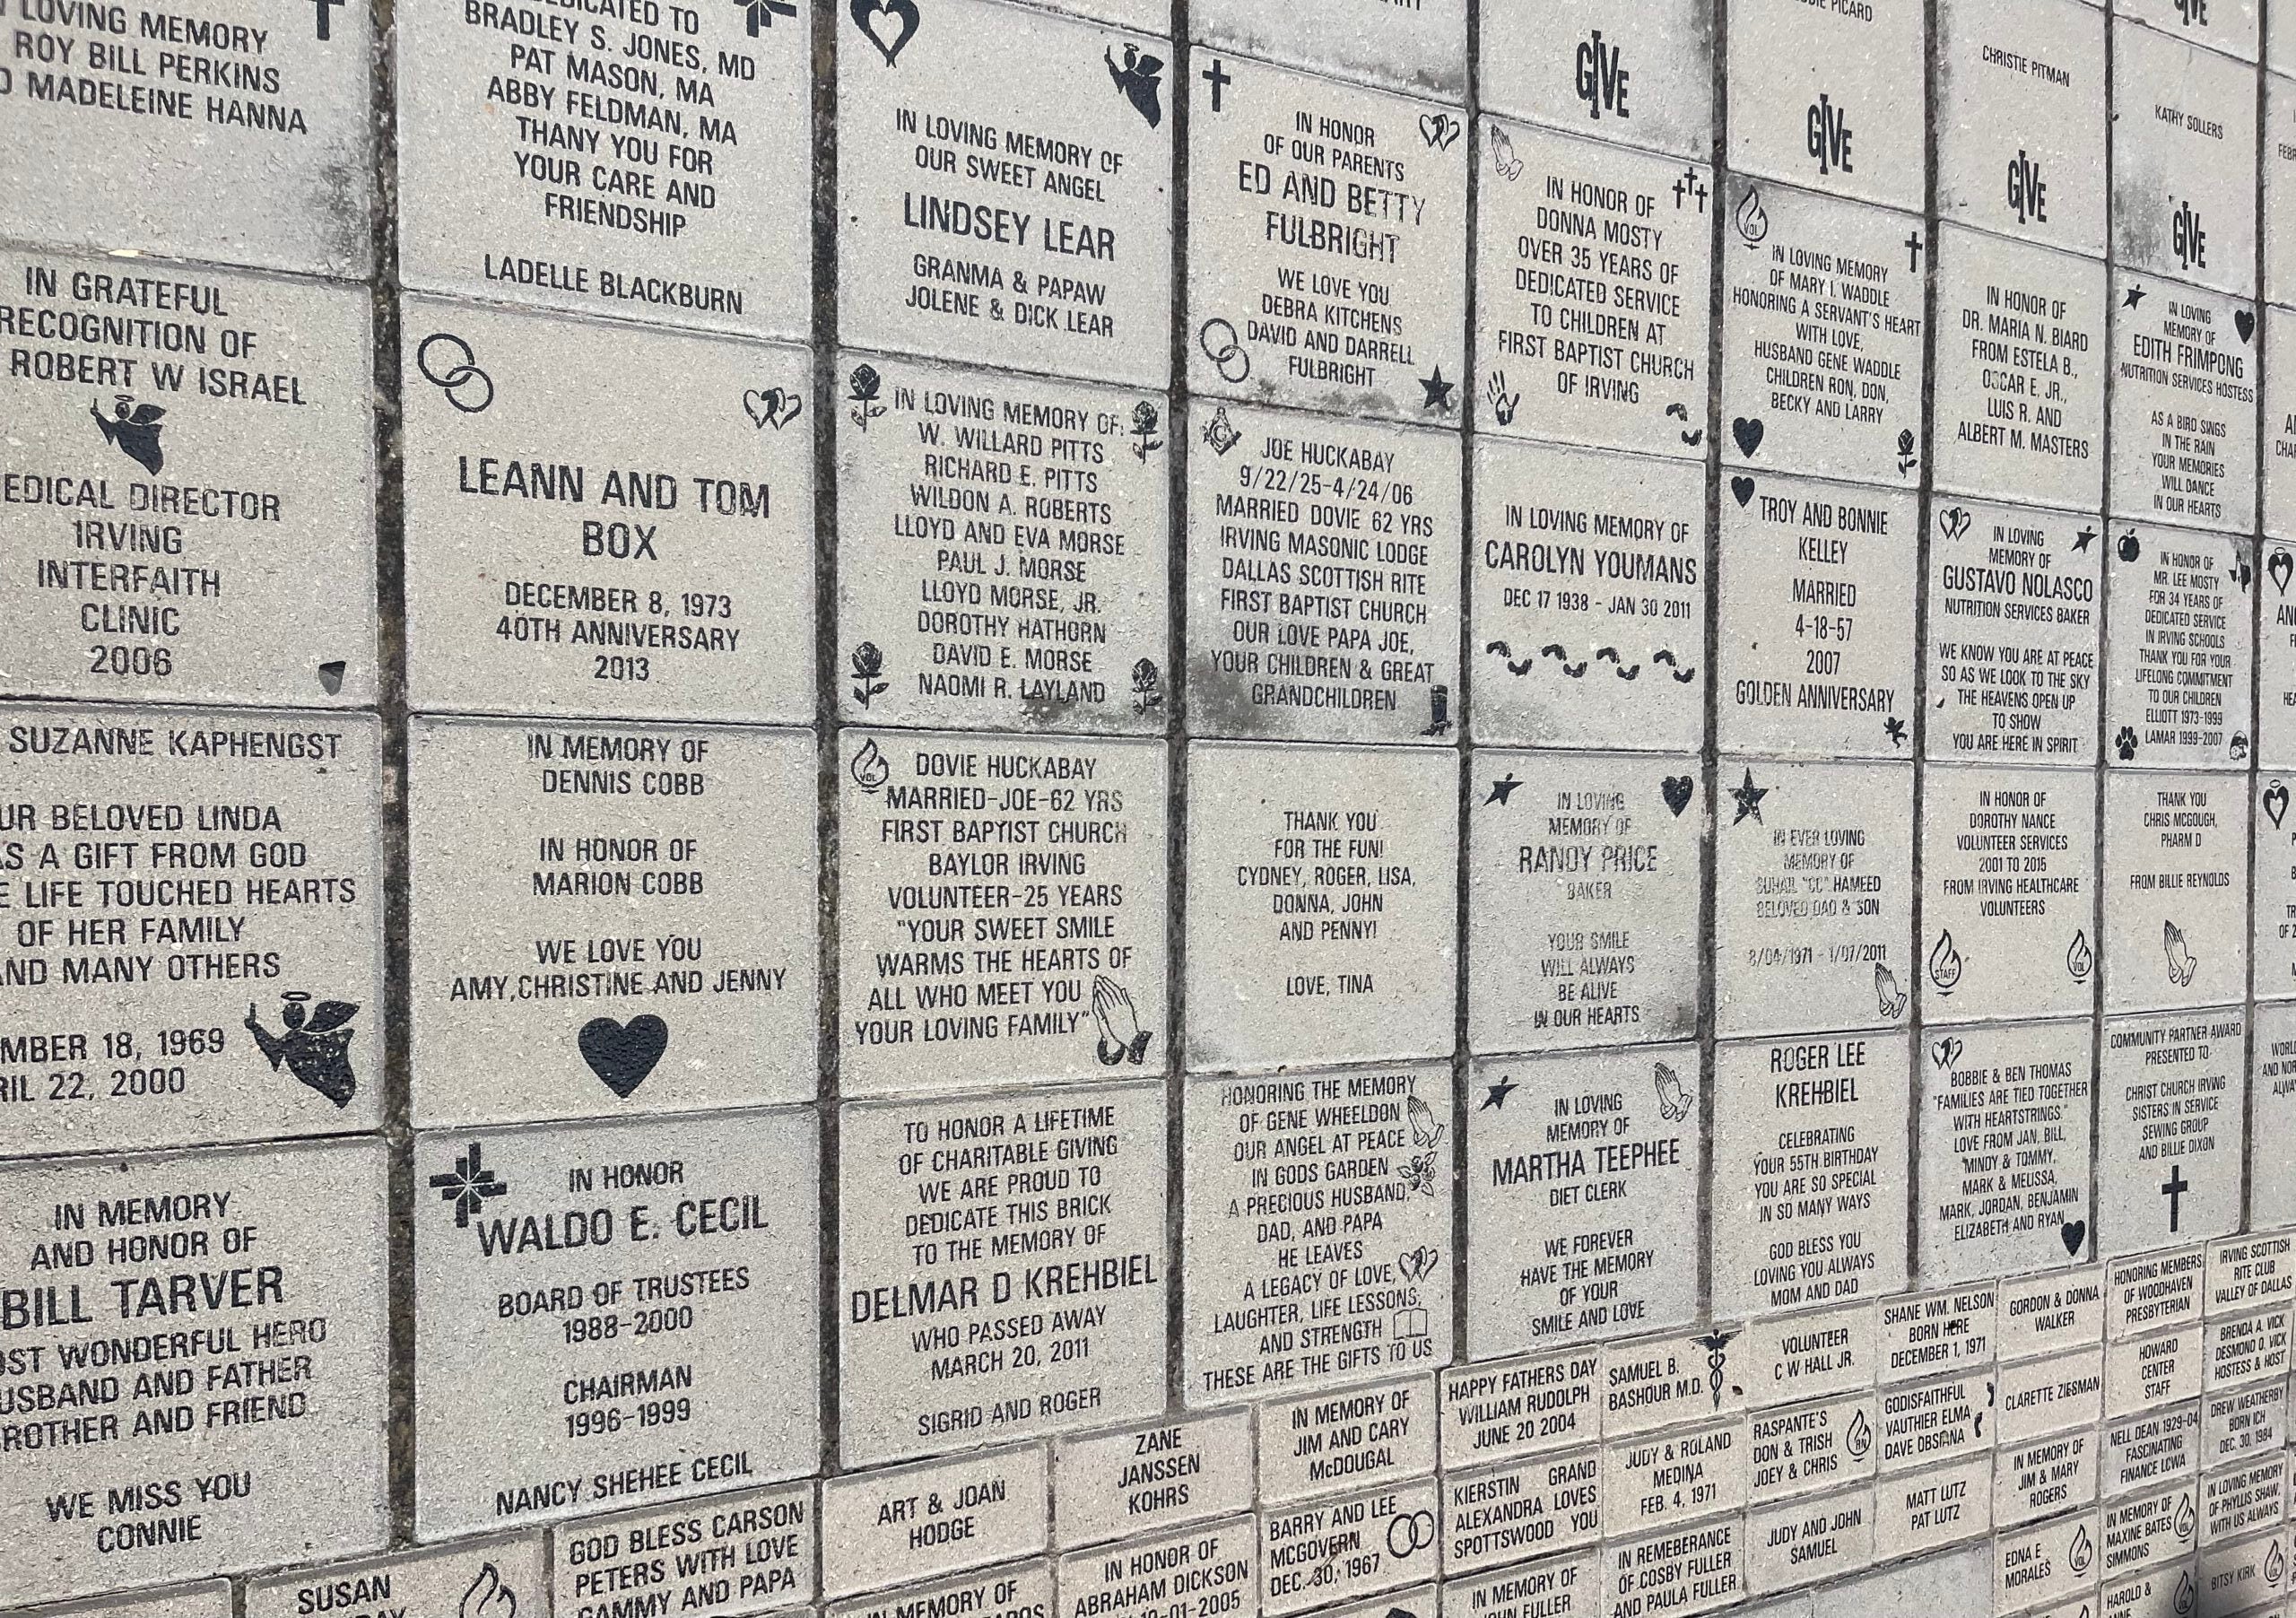 LOVING MEMORY
ROY BILL PERKINS
MADELEINE HANNA
IN GRATEFUL
RECOGNITION OF
ROBERT W ISRAEL
EDICAL DIRECTOR
IRVING
INTERFAITH
CLINIC
2006
SUZANNE KAPHENGST
UR BELOVED LINDA
AS A GIFT FROM GOD
E LIFE TOUCHED HEARTS
OF HER FAMILY
AND MANY OTHERS
MBER 18, 1969
RIL 22, 2000
IN MEMORY
AND HONOR OF
BILL TARVER
OST WONDERFUL HERO
USBAND AND FATHER
ROTHER AND FRIEND
WE MISS YOU
CONNIE
DEDICATED TO
BRADLEY S. JONES, MD
PAT MASON, MA
ABBY FELDMAN, MA
THANY YOU FOR
YOUR CARE AND
FRIENDSHIP
LADELLE BLACKBURN
LEANN AND TOM
BOX
DECEMBER 8, 1973
40TH ANNIVERSARY
2013
IN MEMORY OF
DENNIS COBB
IN HONOR OF
MARION COBB
WE LOVE YOU
AMY,CHRISTINE AND JENNY
IN HONOR
WALDO E. CECIL
BOARD OF TRUSTEES
1988-2000
CHAIRMAN
1996-1999
NANCY SHEHEE CECIL
IN LOVING MEMORY OF
OUR SWEET ANGEL
LINDSEY LEAR
GRANMA & PAPAW
JOLENE & DICK LEAR
IN LOVING MEMORY OF:
W. WILLARD PITTS
RICHARD E. PITTS
WILDON A. ROBERTS
LLOYD AND EVA MORSE
PAUL J. MORSE
LLOYD MORSE, JR.
DOROTHY HATHORN
DAVID E. MORSE
NAOMI R. LAYLAND
VOL
DOVIE HUCKABAY
MARRIED-JOE-62 YRS
FIRST BAPTIST CHURCH
BAYLOR IRVING
VOLUNTEER-25 YEARS
"YOUR SWEET SMILE
WARMS THE HEARTS OF
ALL WHO MEET YOU
YOUR LOVING FAMILY"
TO HONOR A LIFETIME
OF CHARITABLE GIVING
WE ARE PROUD TO
DEDICATE THIS BRICK
TO THE MEMORY OF
DELMAR D KREHBIEL
WHO PASSED AWAY
MARCH 20, 2011
SIGRID AND ROGER
IN HONOR
OF OUR PARENTS
ED AND BETTY
FULBRIGHT
WE LOVE YOU
DEBRA KITCHENS
DAVID AND DARRELL
FULBRIGHT
G
JOE HUCKABAY
9/22/25-4/24/06
MARRIED DOVIE 62 YRS
IRVING MASONIC LODGE
DALLAS SCOTTISH RITE
FIRST BAPTIST CHURCH
OUR LOVE PAPA JOE,
YOUR CHILDREN & GREAT
GRANDCHILDREN
THANK YOU
FOR THE FUN!
CYDNEY, ROGER, LISA,
DONNA, JOHN
AND PENNY!
LOVE, TINA
HONORING THE MEMORY
OF GENE WHEELDON
OUR ANGEL AT PEACE
IN GODS GARDEN
A PRECIOUS HUSBAND,
DAD, AND PAPA
HE LEAVES
A LEGACY OF LOVE,
LAUGHTER, LIFE LESSONS,
AND STRENGTH
THESE ARE THE GIFTS TO US
GIVE
IN HONOR OF
DONNA MOSTY
OVER 35 YEARS OF
DEDICATED SERVICE
TO CHILDREN AT
FIRST BAPTIST CHURCH
OF IRVING
IN LOVING MEMORY OF
CAROLYN YOUMANS
DEC 17 1938 - JAN 30 2011
IN LOVING
MEMORY OF
RANDY PRICE
BAKER
YOUR SMILE
WILL ALWAYS
BE ALIVE
IN OUR HEARTS
IN LOVING
MEMORY OF
MARTHA TEEPHEE
DIET CLERK
WE FOREVER
HAVE THE MEMORY
OF YOUR
SMILE AND LOVE
PICARD
GIVE
VOL
IN LOVING MEMORY
OF MARY I. WADDLE
HONORING A SERVANT'S HEART
WITH LOVE,
HUSBAND GENE WADDLE
CHILDREN RON, DON,
BECKY AND LARRY
TROY AND BONNIE
KELLEY
MARRIED
4-18-57
2007
GOLDEN ANNIVERSARY
IN EVER LOVING
MEMORY OF
SUHAIL "CC" HAMEED
BELOVED DAD & SON
8/04/1971 - 1/07/2011
ROGER LEE
KREHBIEL
CELEBRATING
YOUR 55TH BIRTHDAY
YOU ARE SO SPECIAL
IN SO MANY WAYS
GOD BLESS YOU
LOVING YOU ALWAYS
MOM AND DAD
CHRISTIE PITMAN
GIVE
IN HONOR OF
DR. MARIA N. BIARD
FROM ESTELA B.,
OSCAR E, JR.,
LUIS R. AND
ALBERT M. MASTERS
IN LOVING
MEMORY OF
GUSTAVO NOLASCO
NUTRITION SERVICES BAKER
WE KNOW YOU ARE AT PEACE
SO AS WE LOOK TO THE SKY
THE HEAVENS OPEN UP
TO SHOW
YOU ARE HERE IN SPIRIT
IN HONOR OF
DOROTHY NANCE
VOLUNTEER SERVICES
2001 TO 2015
FROM IRVING HEALTHCARE
VOLUNTEERS
STAFF
VOL
BOBBIE & BEN THOMAS
"FAMILIES ARE TIED TOGETHER
WITH HEARTSTRINGS."
LOVE FROM JAN, BILL,
MINDY & TOMMY,
MARK & MELISSA,
MARK, JORDAN, BENJAMIN
ELIZABETH AND RYAN
GIVE
KATHY SOLLERS
GIVE
IN LOVING
MEMORY OF
EDITH FRIMPONG
NUTRITION SERVICES HOSTESS
AS A BIRD SINGS
IN THE RAIN
YOUR MEMORIES
WILL DANCE
IN OUR HEARTS
IN HONOR OF
MR. LEE MOSTY
FOR 34 YEARS OF
DEDICATED SERVICE
IN IRVING SCHOOLS
THANK YOU FOR YOUR
LIFELONG COMMITMENT
TO OUR CHILDREN
ELLIOTT 1973-1999
LAMAR 1999-2007
THANK YOU
CHRIS MCGOUGH,
PHARM D
FROM BILLIE REYNOLDS
COMMUNITY PARTNER AWARD
PRESENTED TO
CHRIST CHURCH IRVING
SISTERS IN SERVICE
SEWING GROUP
AND BILLIE DIXON
SUSAN
GOD BLESS CARSON
PETERS WITH LOVE
GAMMY AND PAPA
ART & JOAN
HODGE
IN MEMORY OF
ZANE
JANSSEN
KOHRS
IN HONOR OF
ABRAHAM DICKSON
01-2005
IN MEMORY OF
JIM AND CARY
McDOUGAL
BARRY AND LEE
MCGOVERN
DEC. 30, 1967
HAPPY FATHERS DAY
WILLIAM RUDOLPH
JUNE 20 2004
KIERSTIN GRAND
ALEXANDRA LOVES
SPOTTSWOOD YOU
IN MEMORY OF
JOHN FULLER
SAMUEL B.
BASHOUR M.D.
JUDY & ROLAND
MEDINA
FEB. 4, 1971
IN REMEBERANCE
OF COSBY FULLER
AND PAULA FULLER
VOLUNTEER
C W HALL JR.
RASPANTE'S
DON & TRISH
JOEY & CHRIS
RN
JUDY AND JOHN
SAMUEL
SHANE WM. NELSON
BORN HERE
DECEMBER 1, 1971
GODISFAITHFUL
VAUTHIER ELMA
DAVE OBSIANA
MATT LUTZ
PAT LUTZ
GORDON & DONNA
WALKER
CLARETTE ZIESMAN
IN MEMORY OF
JIM & MARY
ROGERS
EDNA E
MORALES
VOL
HONORING MEMBERS
OF WOODHAVEN
PRESBYTERIAN
HOWARD
CENTER
STAFF
NELL DEAN 1929-04
FASCINATING
FINANCE LCWA
IN MEMORY OF
MAXINE BATES
SIMMONS
VOL
HAROLD &
IRVING SCOTTISH
RITE CLUB
VALLEY OF DALLAS
BRENDA A. VICK
DESMOND O. VICK
HOSTESS & HOST
DREW WEATHERBY
BORN ICH
DEC. 30, 1984
IN LOVING MEMORY
OF PHYLLIS SHAW.
WITH US ALWAYS
BITSY KIRK
VOL